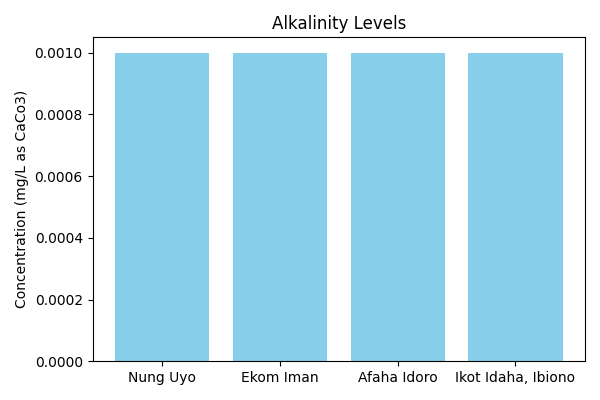 Alkalinity Levels
Concentration (mg/L as CaCo3)
0.0010
0.0008
0.0006
0.0004
0.0002
0.0000
Nung Uyo
Ekom Iman
Afaha Idoro
Ikot Idaha, Ibiono